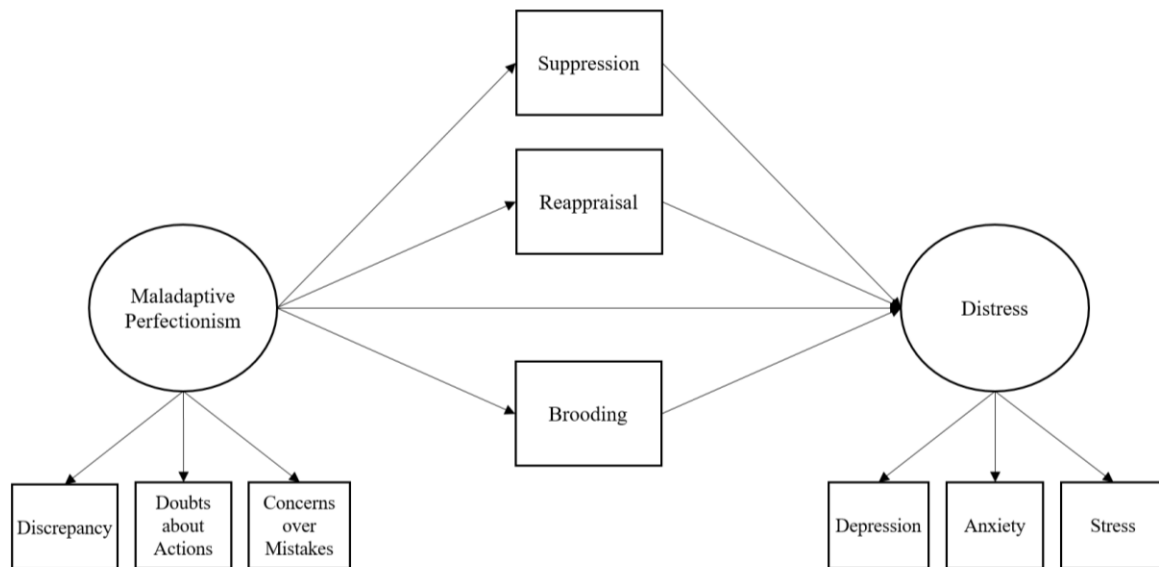 Suppression
Reappraisal
Maladaptive
Perfectionism
Distress
Brooding
Discrepancy
Doubts
about
Actions
Concerns
over
Mistakes
Depression
Anxiety
Stress